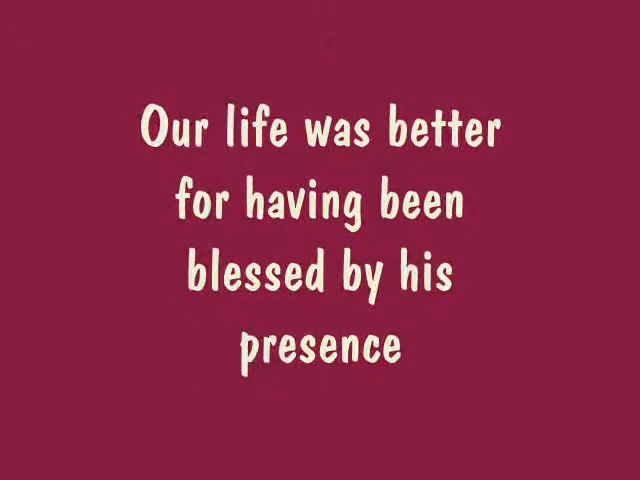 Our life was better
for having been
blessed by his
presence